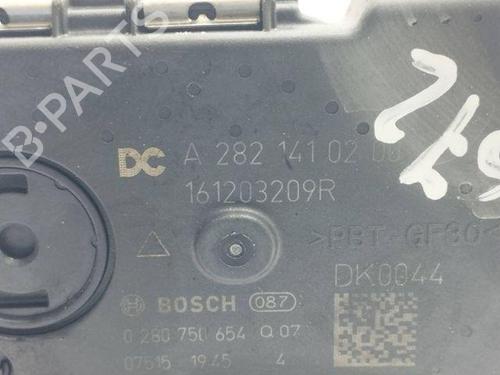 B-PARTS
DC A 282 141 02 00
161203209R
>PBT-GF30<
DK0044
BOSCH 087
0 280 750 654 Q 07
07515 1945 4